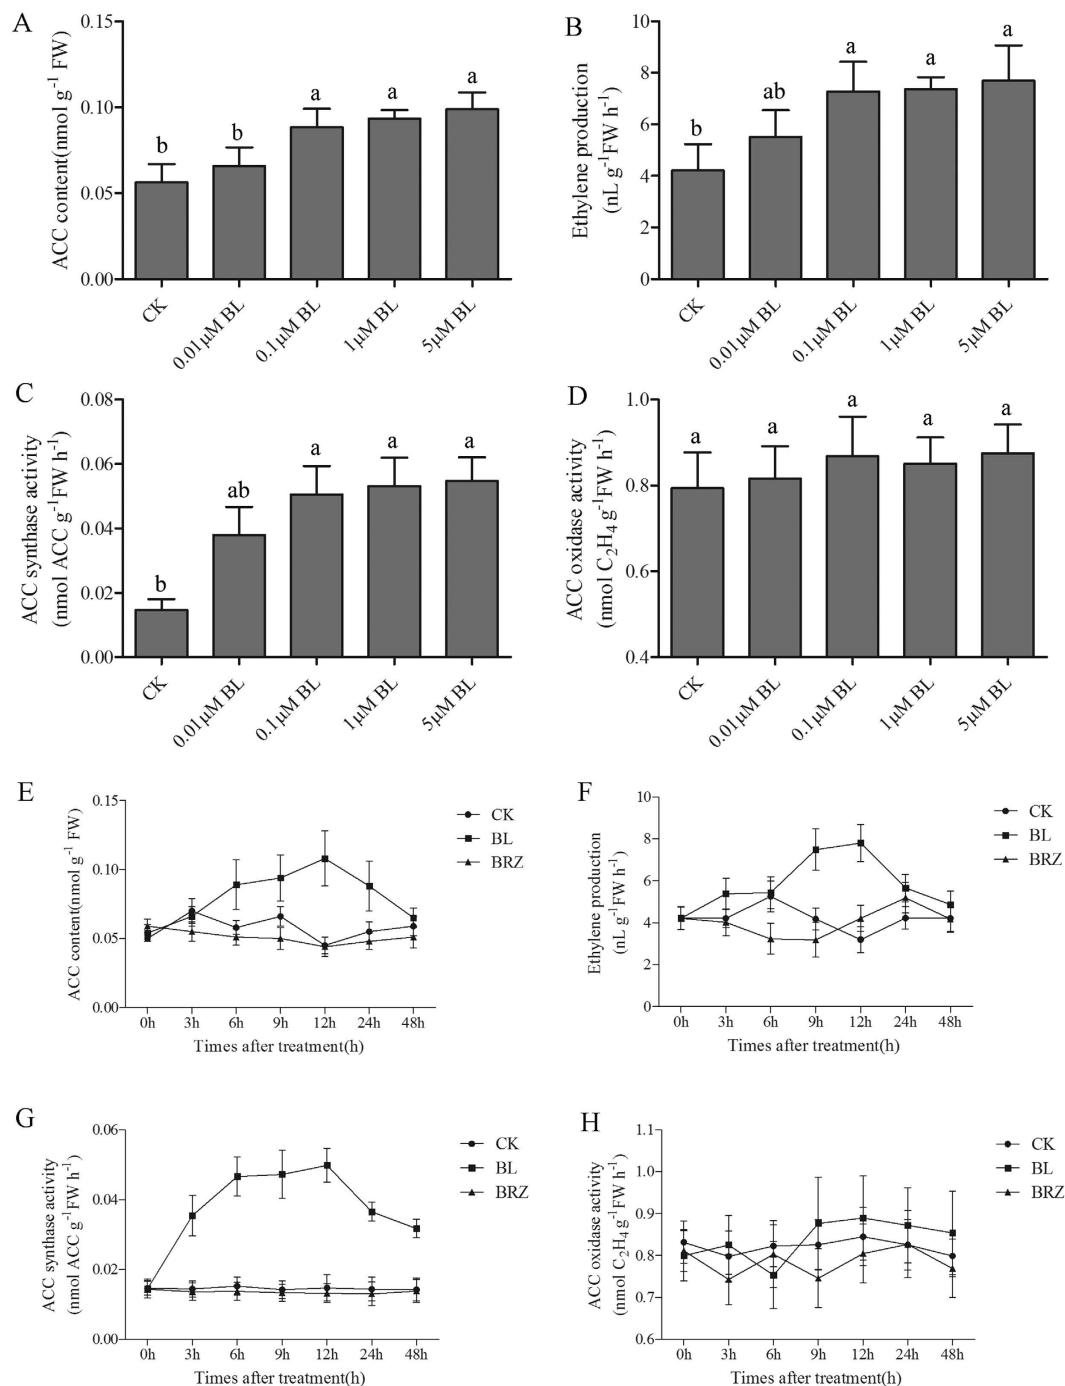 A
ACC content(nmol g⁻¹ FW)
0.15
0.10
0.05
0.00
b
b
a
a
a
CK
0.01μM BL
0.1μM BL
1μM BL
5μM BL
B
Ethylene production
(nL g⁻¹FW h⁻¹)
10
8
6
4
2
0
b
ab
a
a
a
CK
0.01μM BL
0.1μM BL
1μM BL
5μM BL
C
ACC synthase activity
(nmol ACC g⁻¹FW h⁻¹)
0.08
0.06
0.04
0.02
0.00
b
ab
a
a
a
CK
0.01μM BL
0.1μM BL
1μM BL
5μM BL
D
ACC oxidase activity
(nmol C₂H₄ g⁻¹FW h⁻¹)
1.0
0.8
0.6
0.4
a
a
a
a
a
CK
0.01μM BL
0.1μM BL
1μM BL
5μM BL
E
ACC content(nmol g⁻¹ FW)
0.15
0.10
0.05
0.00
0h 3h 6h 9h 12h 24h 48h
Times after treatment(h)
CK
BL
BRZ
F
Ethylene production
(nL g⁻¹FW h⁻¹)
10
8
6
4
2
0
0h 3h 6h 9h 12h 24h 48h
Times after treatment(h)
CK
BL
BRZ
G
ACC synthase activity
(nmol ACC g⁻¹FW h⁻¹)
0.06
0.04
0.02
0.00
0h 3h 6h 9h 12h 24h 48h
Times after treatment(h)
CK
BL
BRZ
H
ACC oxidase activity
(nmol C₂H₄ g⁻¹FW h⁻¹)
1.1
1.0
0.9
0.8
0.7
0.6
0h 3h 6h 9h 12h 24h 48h
Times after treatment(h)
CK
BL
BRZ